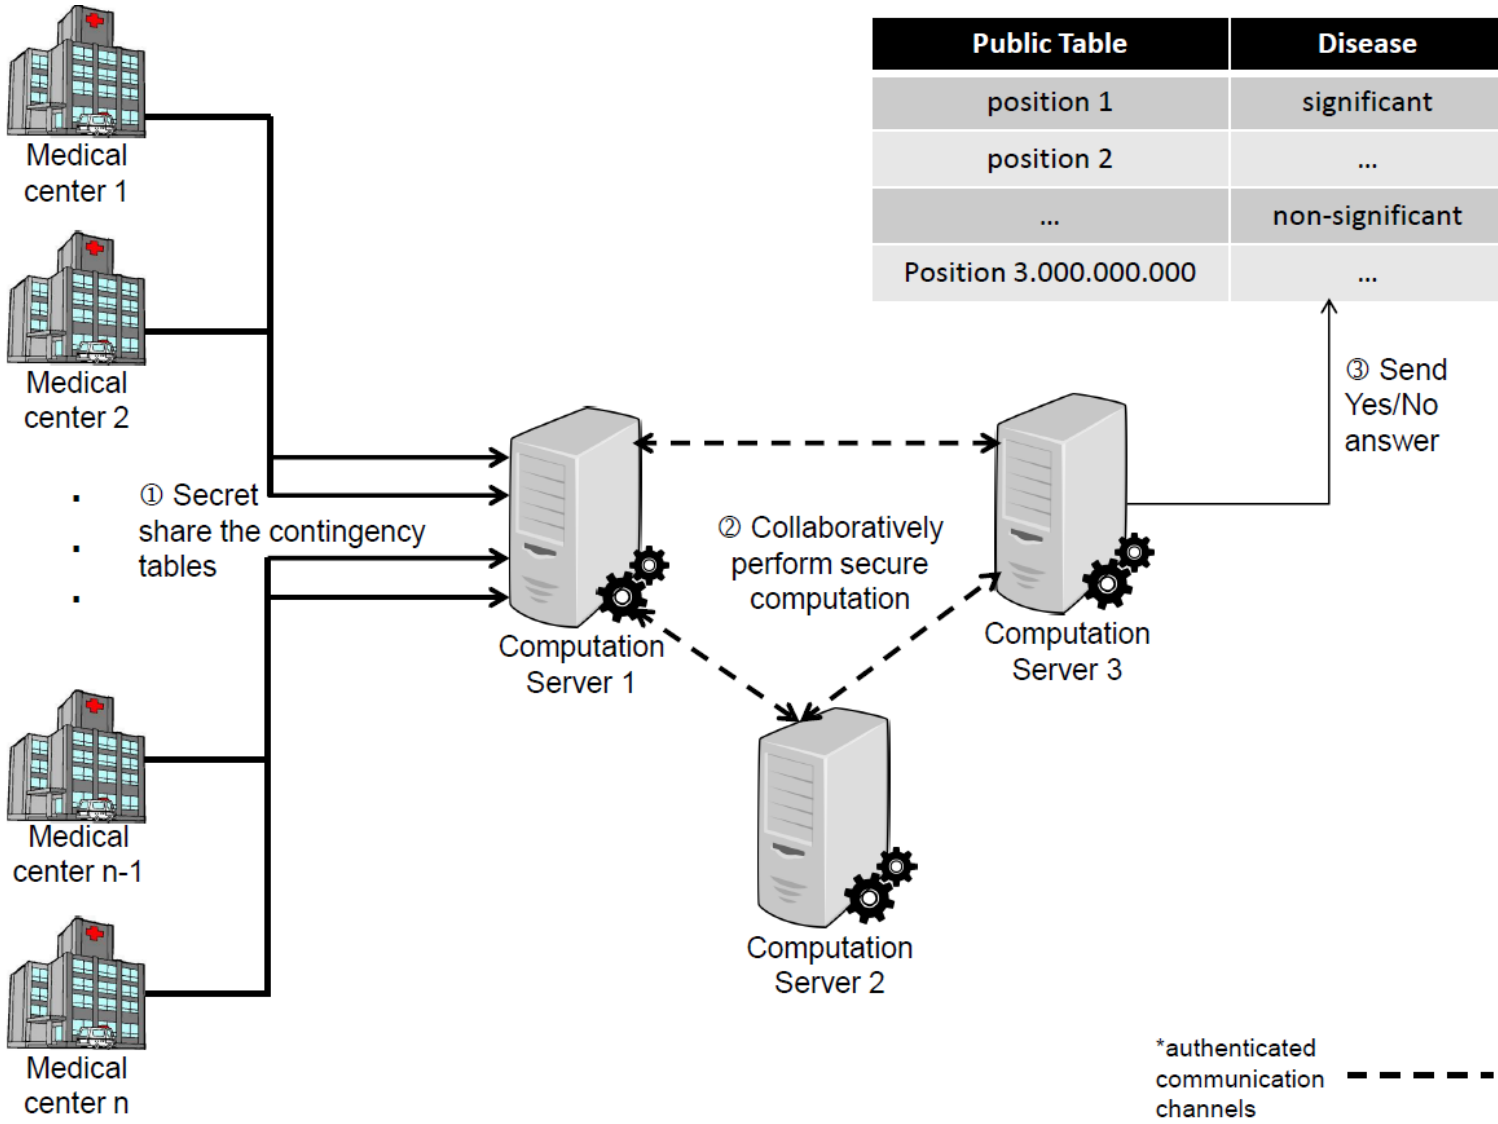 Public Table Disease
position 1 significant
position 2 ...
... non-significant
Position 3.000.000.000 ...
Medical
center 1
Medical
center 2
① Secret
share the contingency
tables
Medical
center n-1
Medical
center n
Computation
Server 1
② Collaboratively
perform secure
computation
Computation
Server 2
Computation
Server 3
③ Send
Yes/No
answer
*authenticated
communication
channels